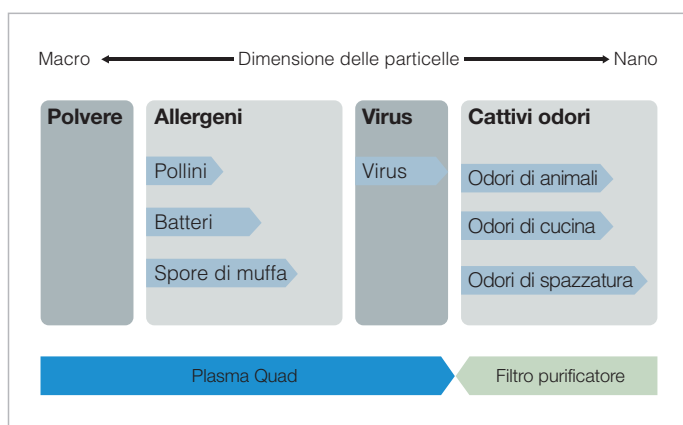 Macro Dimensione delle particelle Nano
Polvere
Allergeni
Pollini
Batteri
Spore di muffa
Virus
Virus
Cattivi odori
Odori di animali
Odori di cucina
Odori di spazzatura
Plasma Quad
Filtro purificatore